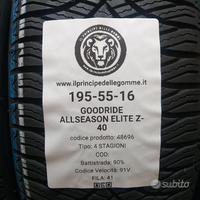 www.ilprincipedellegomme.it
195-55-16
GOODRIDE
ALLSEASON ELITE Z-
40
codice prodotto: 48696
Tipo: 4 STAGIONI
COD:
Battistrada: 90%
Codice Velocità: 91V
FILA: 41
subito